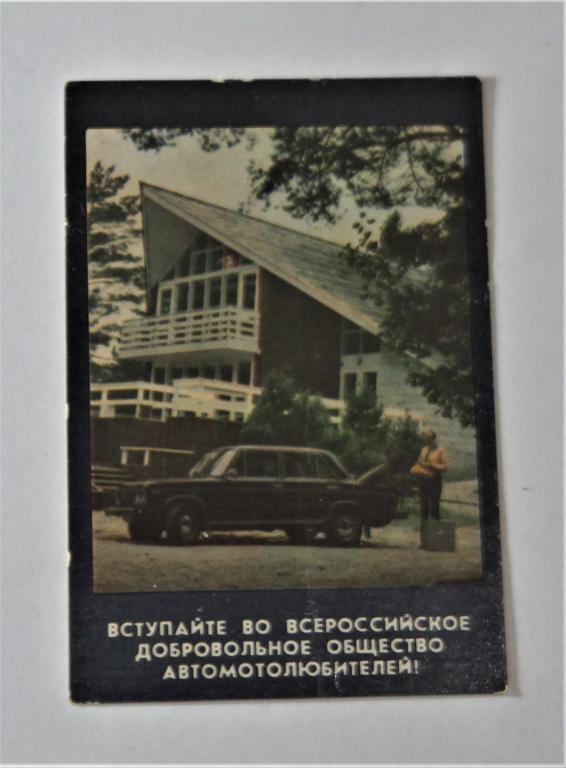 ВСТУПАЙТЕ ВО ВСЕРОССИЙСКОЕ
ДОБРОВОЛЬНОЕ ОБЩЕСТВО
АВТОМОТОЛЮБИТЕЛЕЙ!